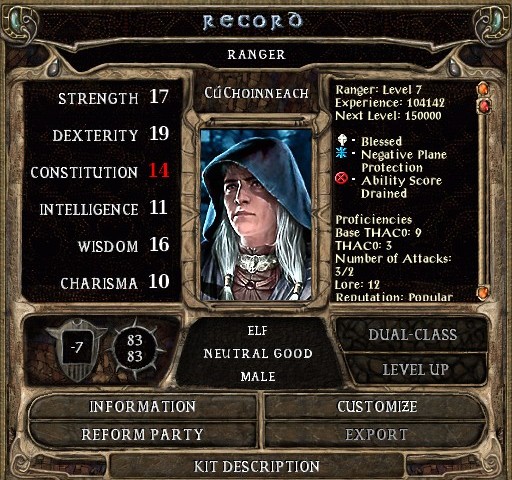 RECORD
RANGER
STRENGTH 17
DEXTERITY 19
CONSTITUTION 14
INTELLIGENCE 11
WISDOM 16
CHARISMA 10
CúChoinneach
Ranger: Level 7
Experience: 104142
Next Level: 150000
- Blessed
- Negative Plane
Protection
- Ability Score
Drained
Proficiencies
Base THAC0: 9
THAC0: 3
Number of Attacks:
3/2
Lore: 12
Reputation: Popular
-7
83
83
ELF
NEUTRAL GOOD
MALE
DUAL-CLASS
LEVEL UP
INFORMATION
CUSTOMIZE
REFORM PARTY
EXPORT
KIT DESCRIPTION